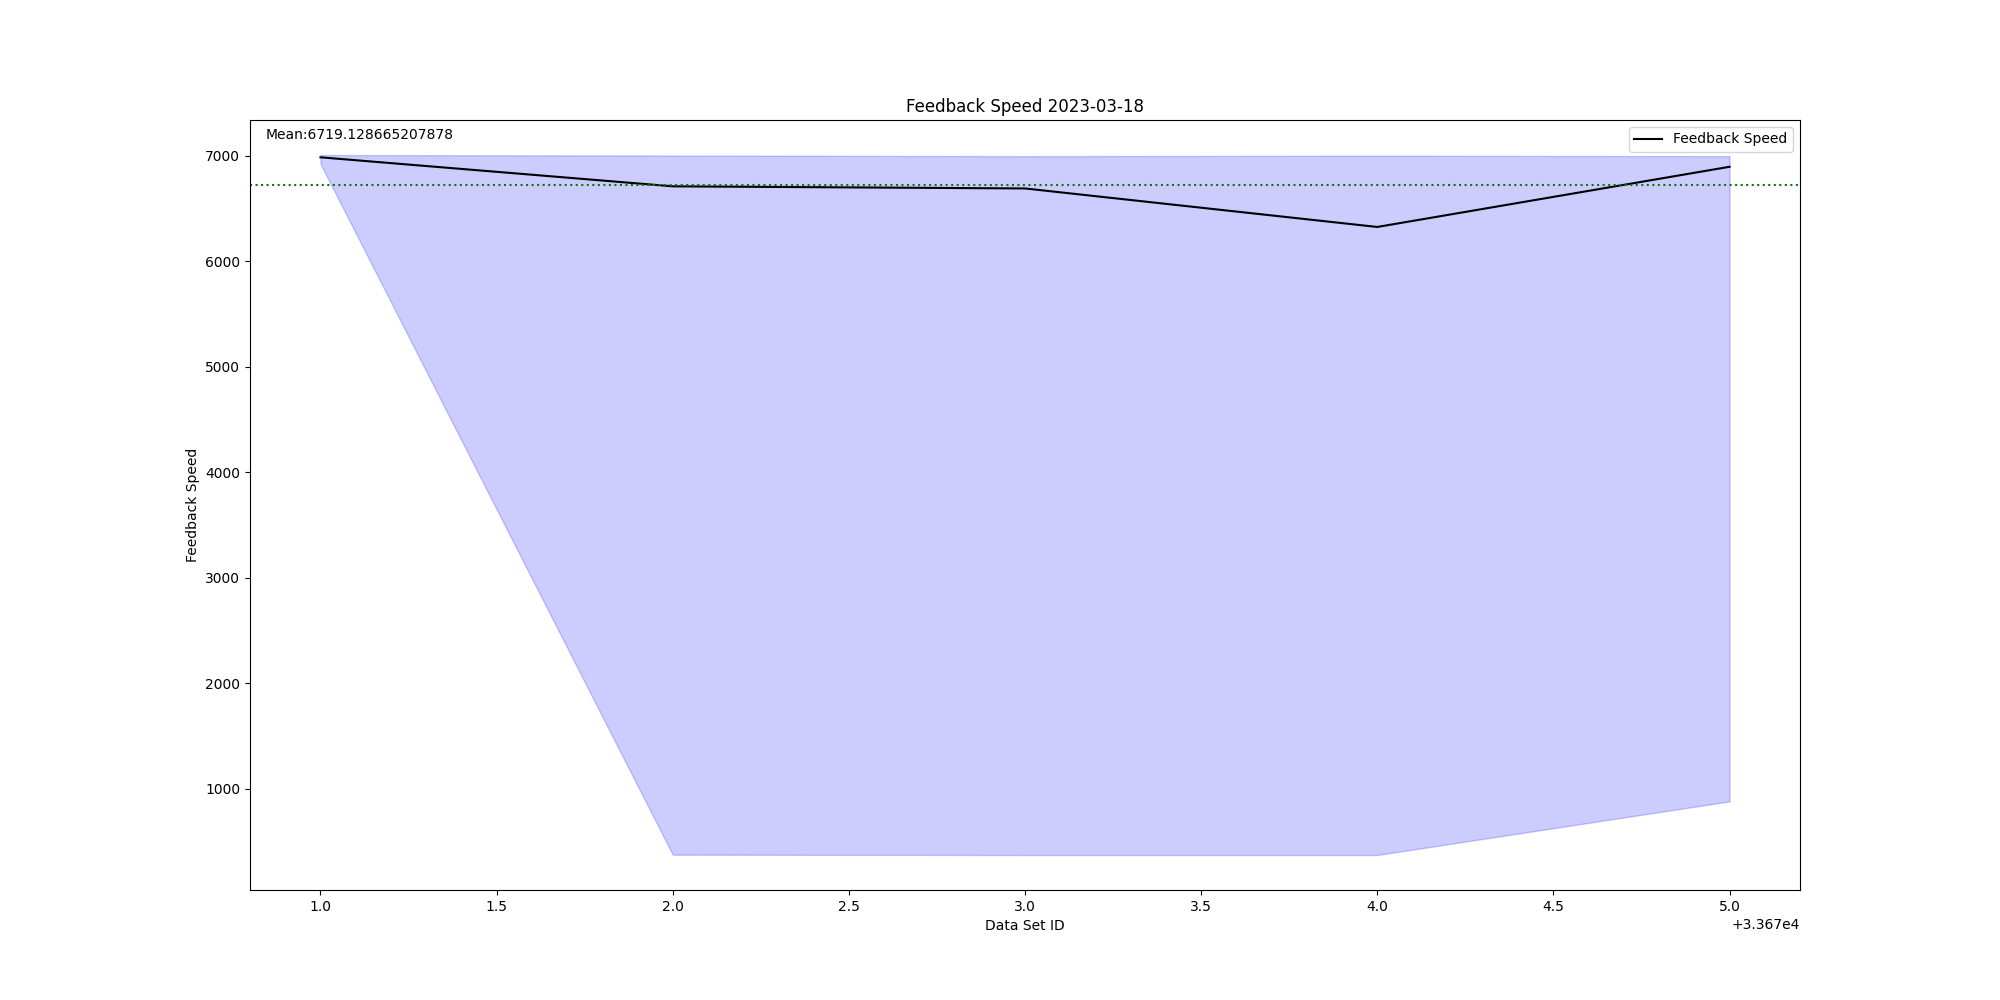 Feedback Speed 2023-03-18
Mean:6719.128665207878
Feedback Speed
7000
6000
5000
4000
3000
2000
1000
Feedback Speed
1.0 1.5 2.0 2.5 3.0 3.5 4.0 4.5 5.0
Data Set ID
+3.367e4